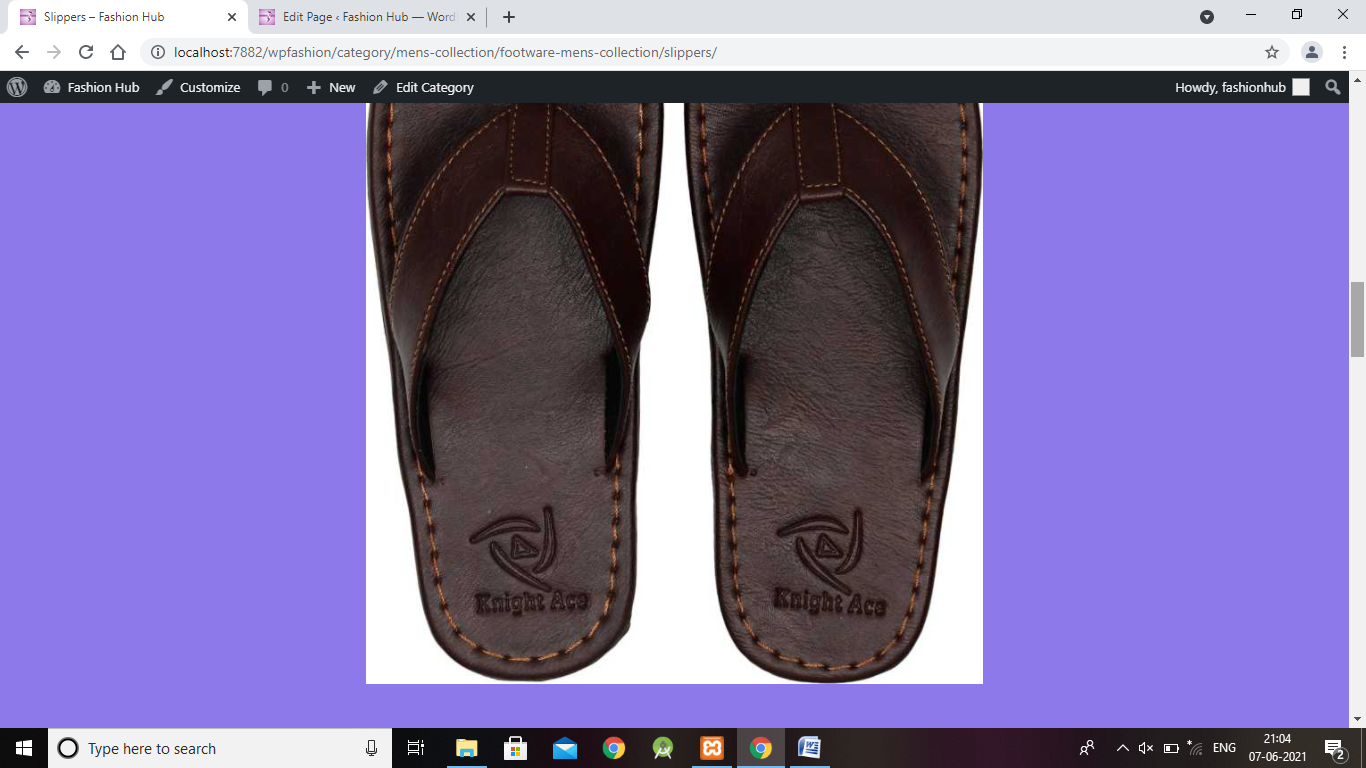 Slippers – Fashion Hub
Edit Page ‹ Fashion Hub — Word
localhost:7882/wpfashion/category/mens-collection/footware-mens-collection/slippers/
Fashion Hub Customize 0 New Edit Category Howdy, fashionhub
Knight Ace Knight Ace
Type here to search
ENG
21:04
07-06-2021
2